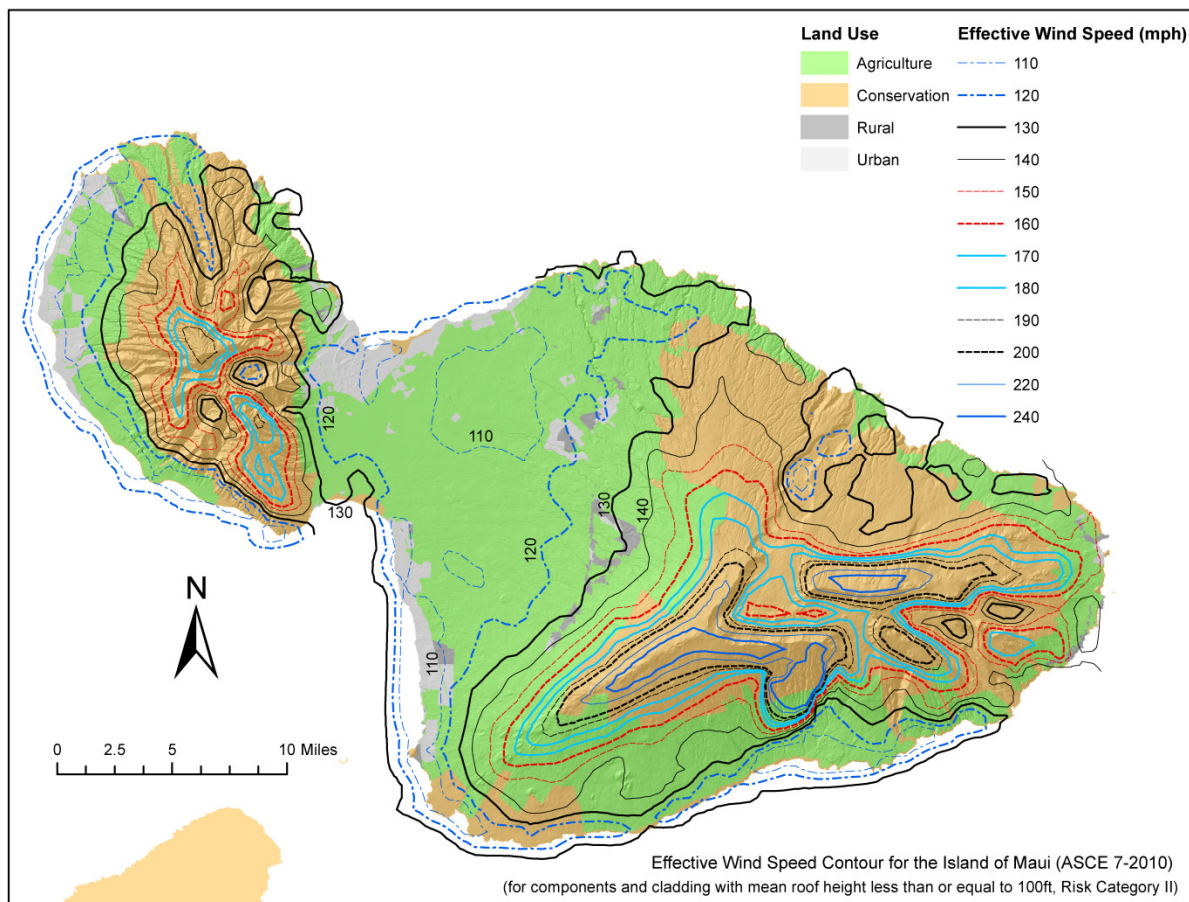 Land Use
Agriculture
Conservation
Rural
Urban
Effective Wind Speed (mph)
110
120
130
140
150
160
170
180
190
200
220
240
120
110
130
130
140
120
110
N
0 2.5 5 10 Miles
Effective Wind Speed Contour for the Island of Maui (ASCE 7-2010)
(for components and cladding with mean roof height less than or equal to 100ft, Risk Category II)